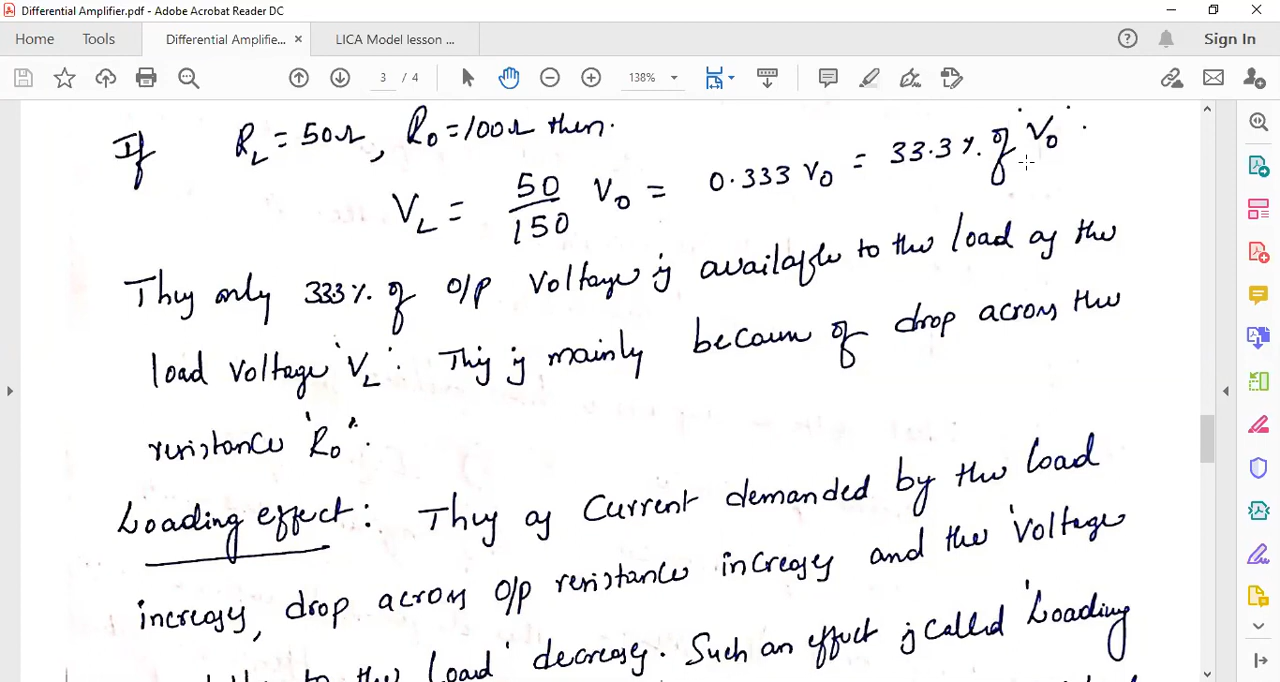 Differential Amplifier.pdf - Adobe Acrobat Reader DC
Home Tools Differential Amplifie... × LICA Model lesson ... Sign In
3 / 4 138%
If R_L = 50Ω, R_0 = 100Ω then.
V_L = 50/150 V_0 = 0.333 V_0 = 33.3 %. of 'V_0'.
Thus only 33.3 %. of o/p voltage is available to the load as the
load voltage 'V_L'. This is mainly because of drop across the
resistance 'R_0'.
Loading effect: Thus as current demanded by the load
increases, drop across o/p resistance increases and the 'voltage
to the load' decreases. Such an effect is called 'Loading